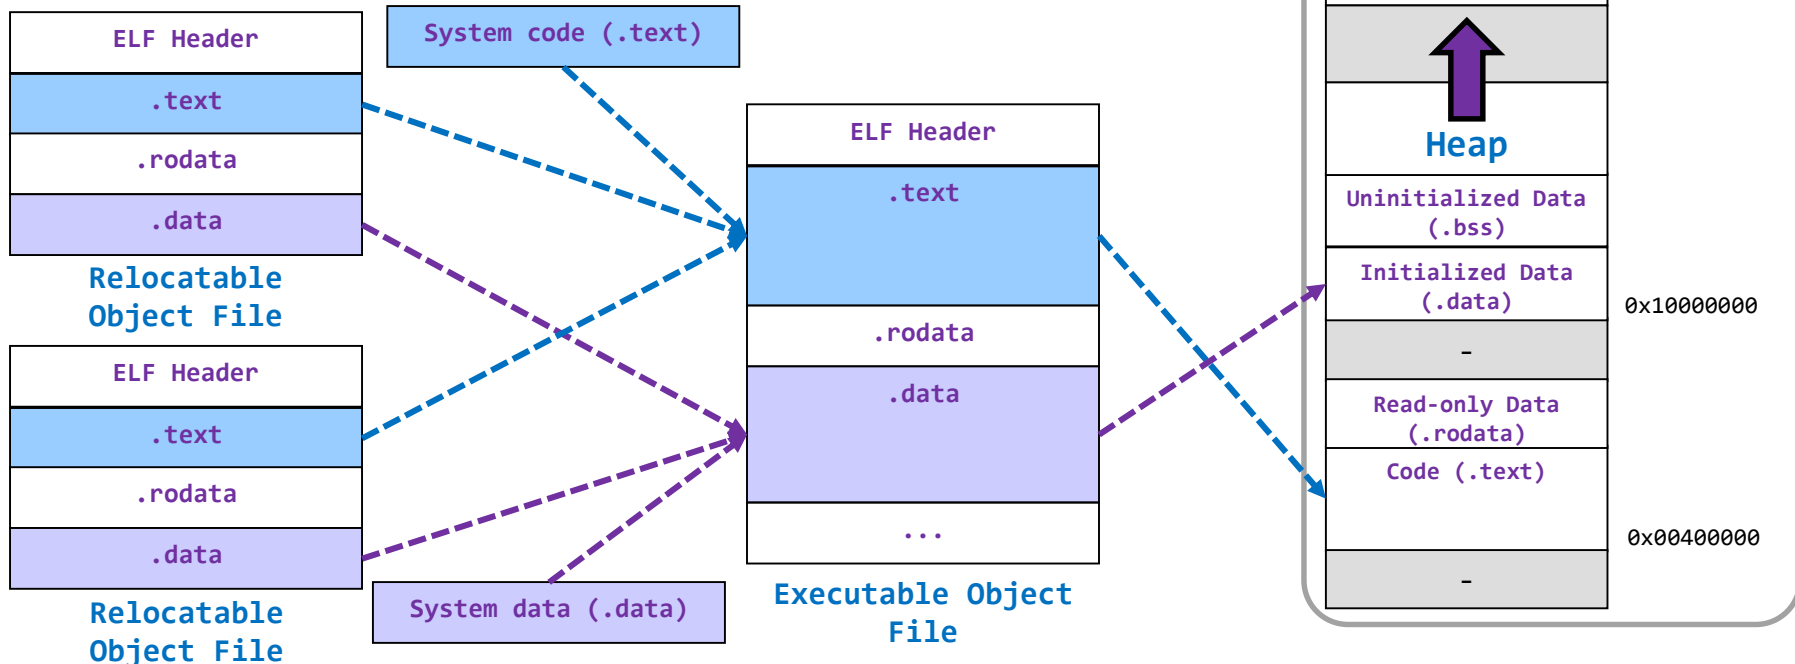 ELF Header
.text
.rodata
.data
Relocatable
Object File
ELF Header
.text
.rodata
.data
Relocatable
Object File
System code (.text)
System data (.data)
ELF Header
.text
.rodata
.data
...
Executable Object
File
Heap
Uninitialized Data
(.bss)
Initialized Data
(.data)
0x10000000
-
Read-only Data
(.rodata)
Code (.text)
0x00400000
-